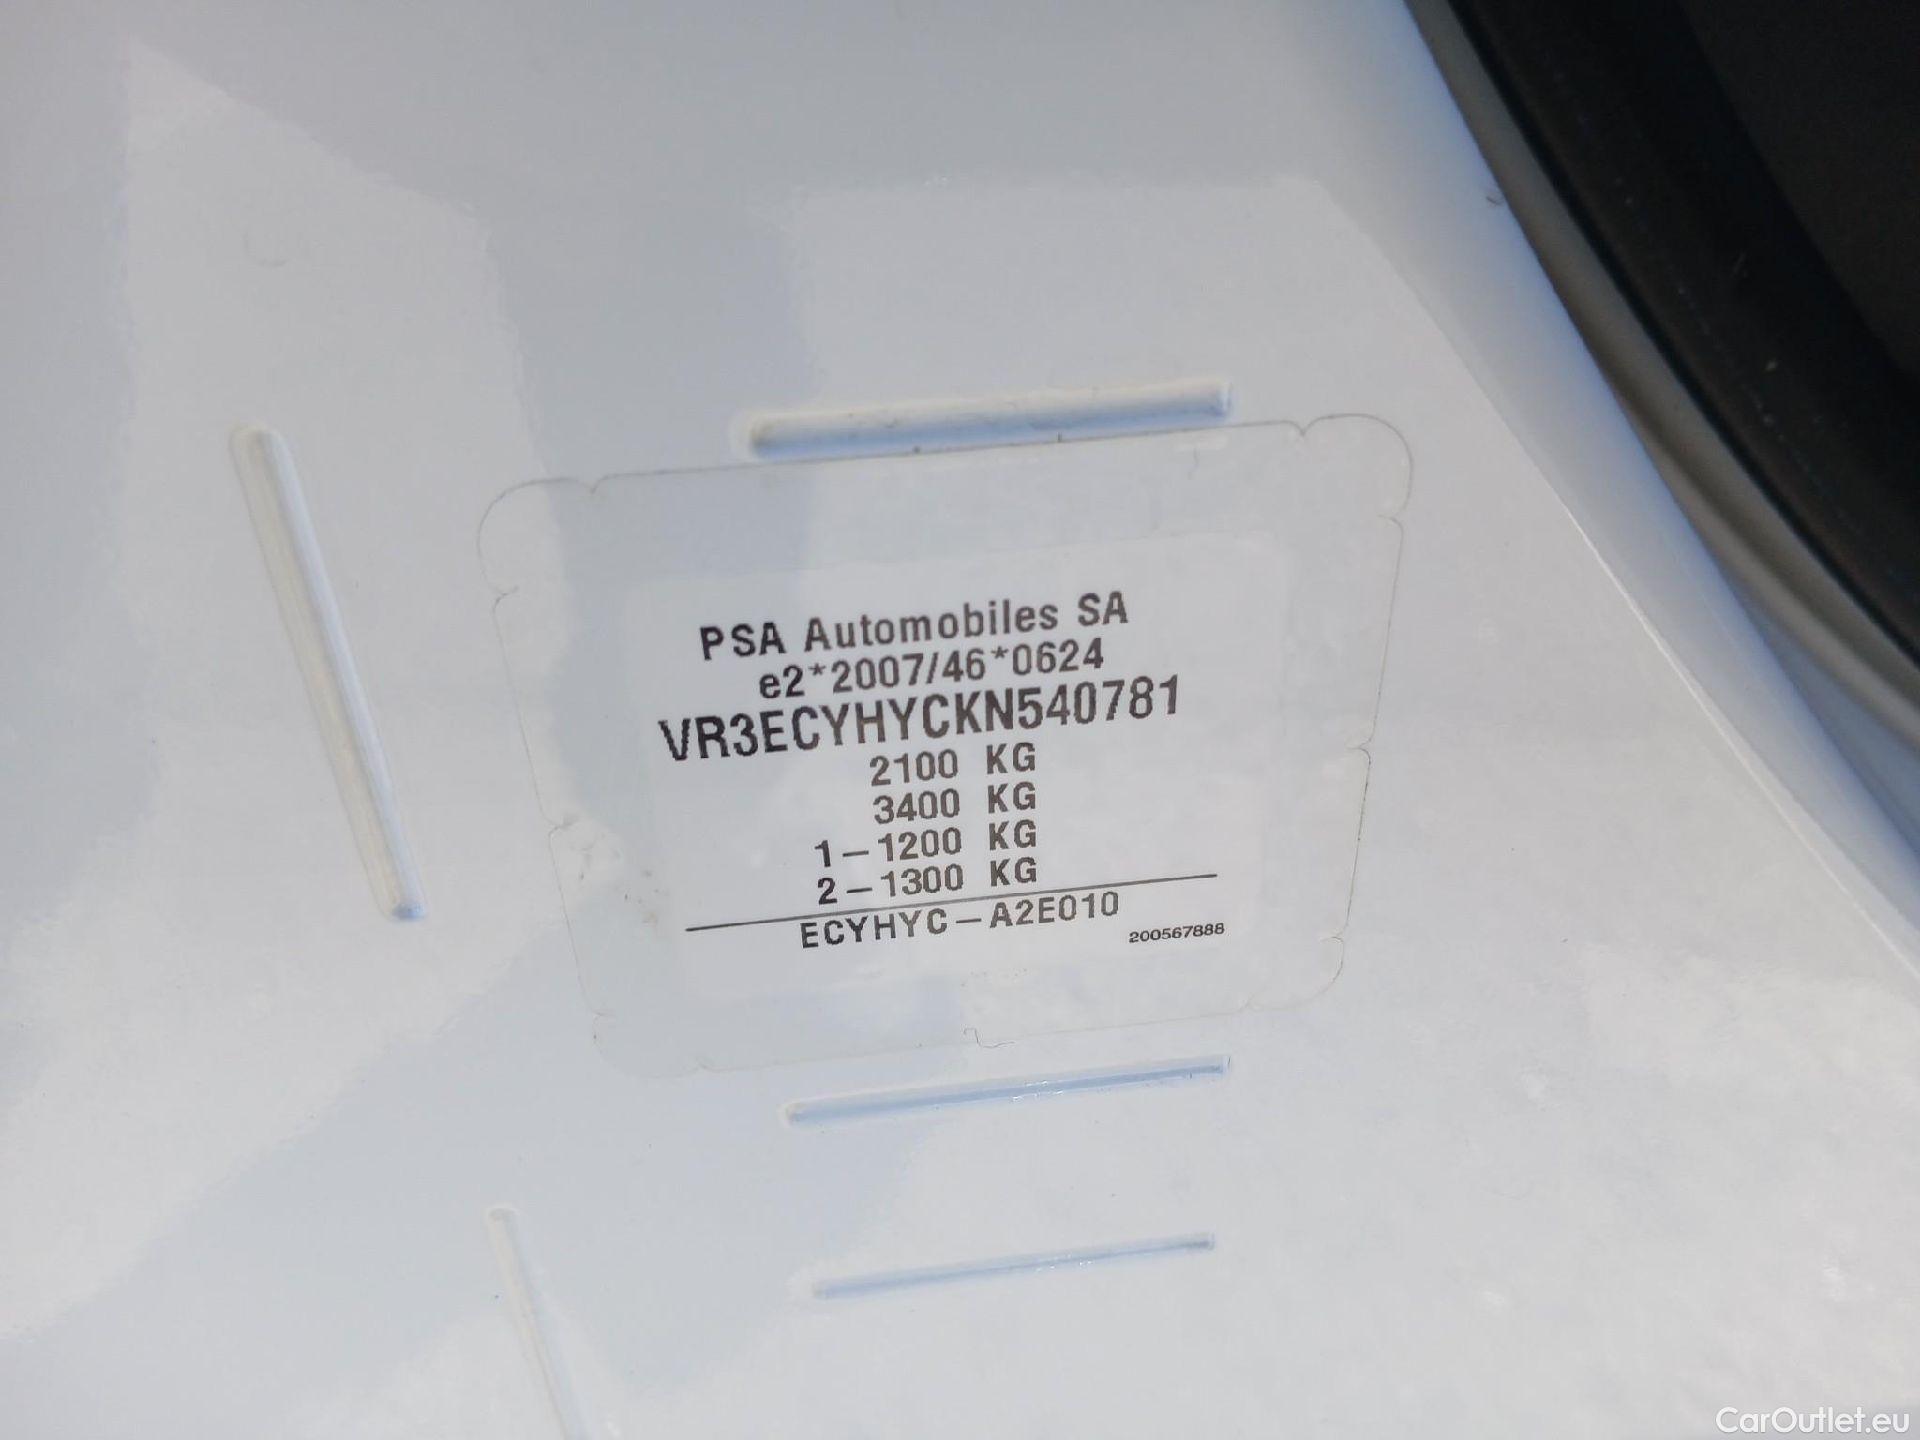 PSA Automobiles SA
e2*2007/46*0624
VR3ECYHYCKN540781
2100 KG
3400 KG
1-1200 KG
2-1300 KG
ECYHYC-A2E010
200567888
CarOutlet.eu